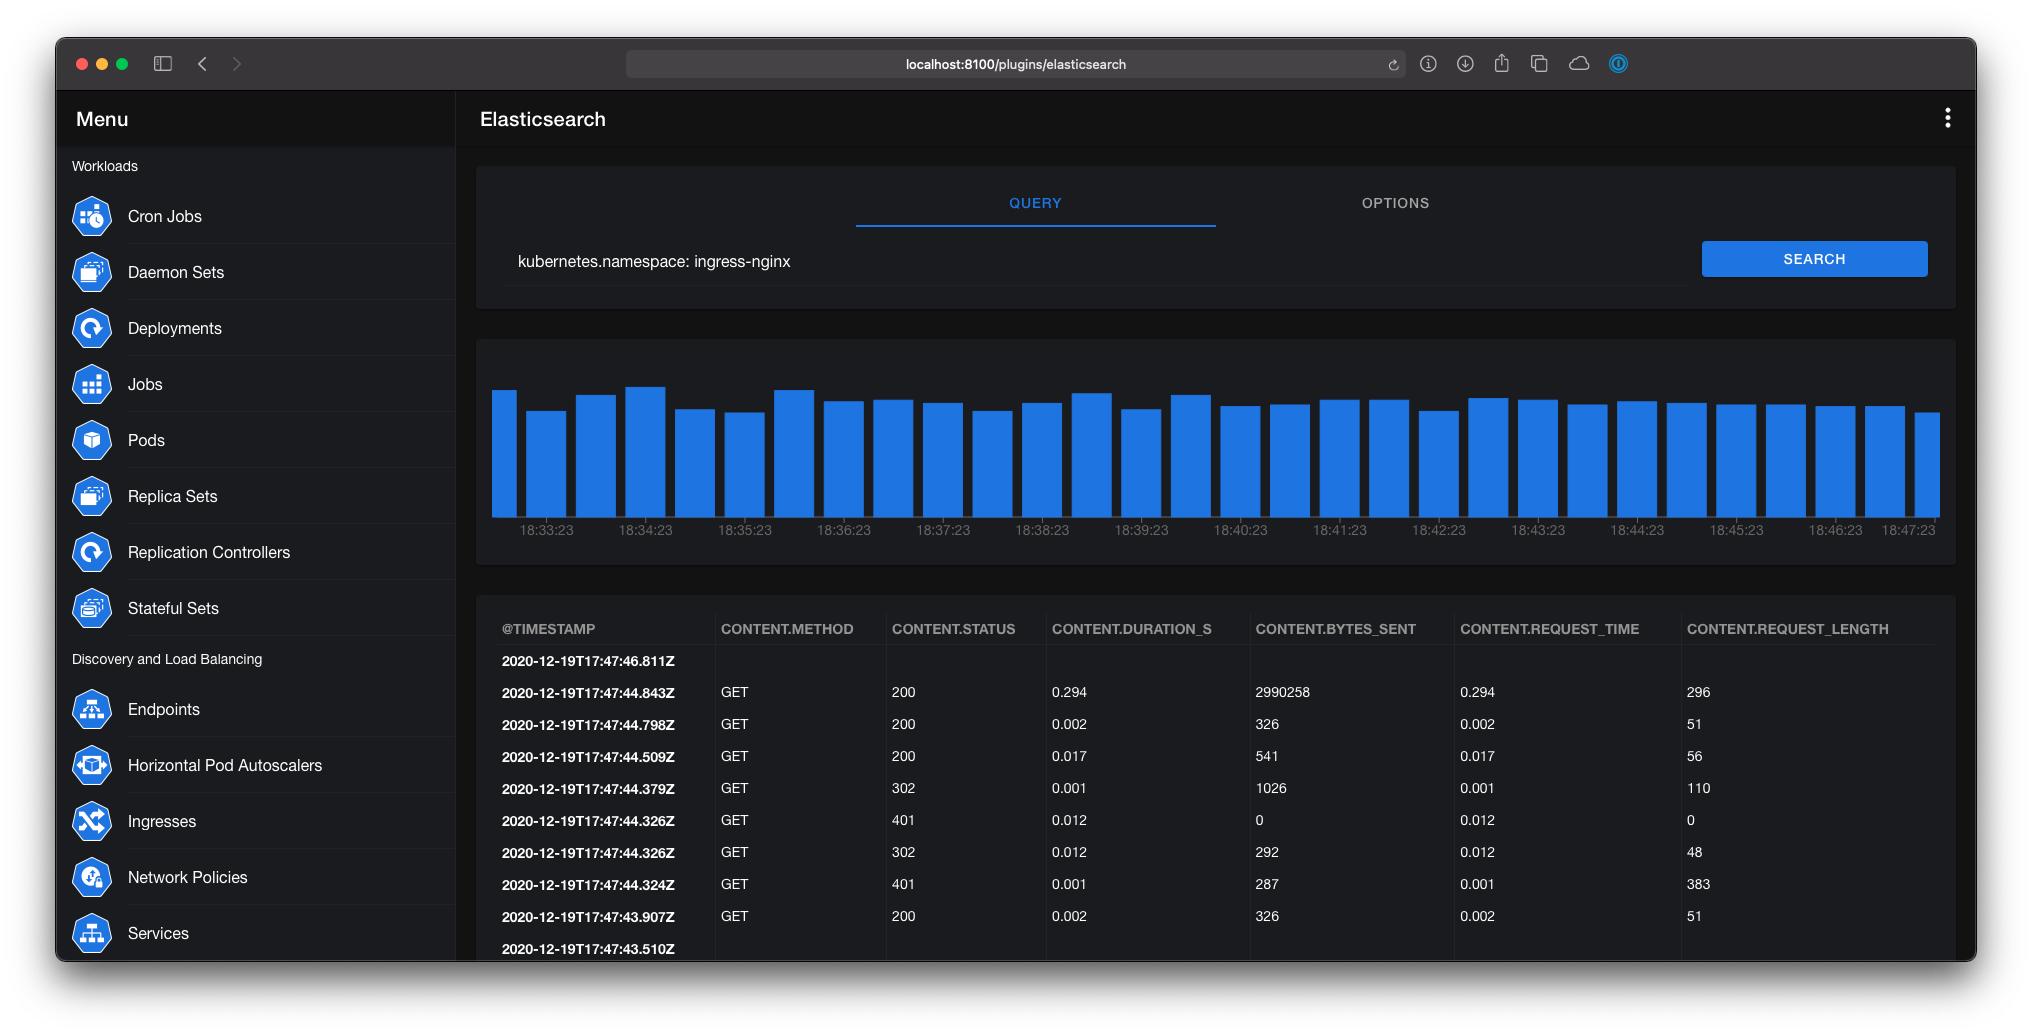 localhost:8100/plugins/elasticsearch
Menu
Workloads
Cron Jobs
Daemon Sets
Deployments
Jobs
Pods
Replica Sets
Replication Controllers
Stateful Sets
Discovery and Load Balancing
Endpoints
Horizontal Pod Autoscalers
Ingresses
Network Policies
Services
Elasticsearch
QUERY OPTIONS
kubernetes.namespace: ingress-nginx SEARCH
18:33:23 18:34:23 18:35:23 18:36:23 18:37:23 18:38:23 18:39:23 18:40:23 18:41:23 18:42:23 18:43:23 18:44:23 18:45:23 18:46:23 18:47:23
@TIMESTAMP CONTENT.METHOD CONTENT.STATUS CONTENT.DURATION_S CONTENT.BYTES_SENT CONTENT.REQUEST_TIME CONTENT.REQUEST_LENGTH
2020-12-19T17:47:46.811Z
2020-12-19T17:47:44.843Z GET 200 0.294 2990258 0.294 296
2020-12-19T17:47:44.798Z GET 200 0.002 326 0.002 51
2020-12-19T17:47:44.509Z GET 200 0.017 541 0.017 56
2020-12-19T17:47:44.379Z GET 302 0.001 1026 0.001 110
2020-12-19T17:47:44.326Z GET 401 0.012 0 0.012 0
2020-12-19T17:47:44.326Z GET 302 0.012 292 0.012 48
2020-12-19T17:47:44.324Z GET 401 0.001 287 0.001 383
2020-12-19T17:47:43.907Z GET 200 0.002 326 0.002 51
2020-12-19T17:47:43.510Z